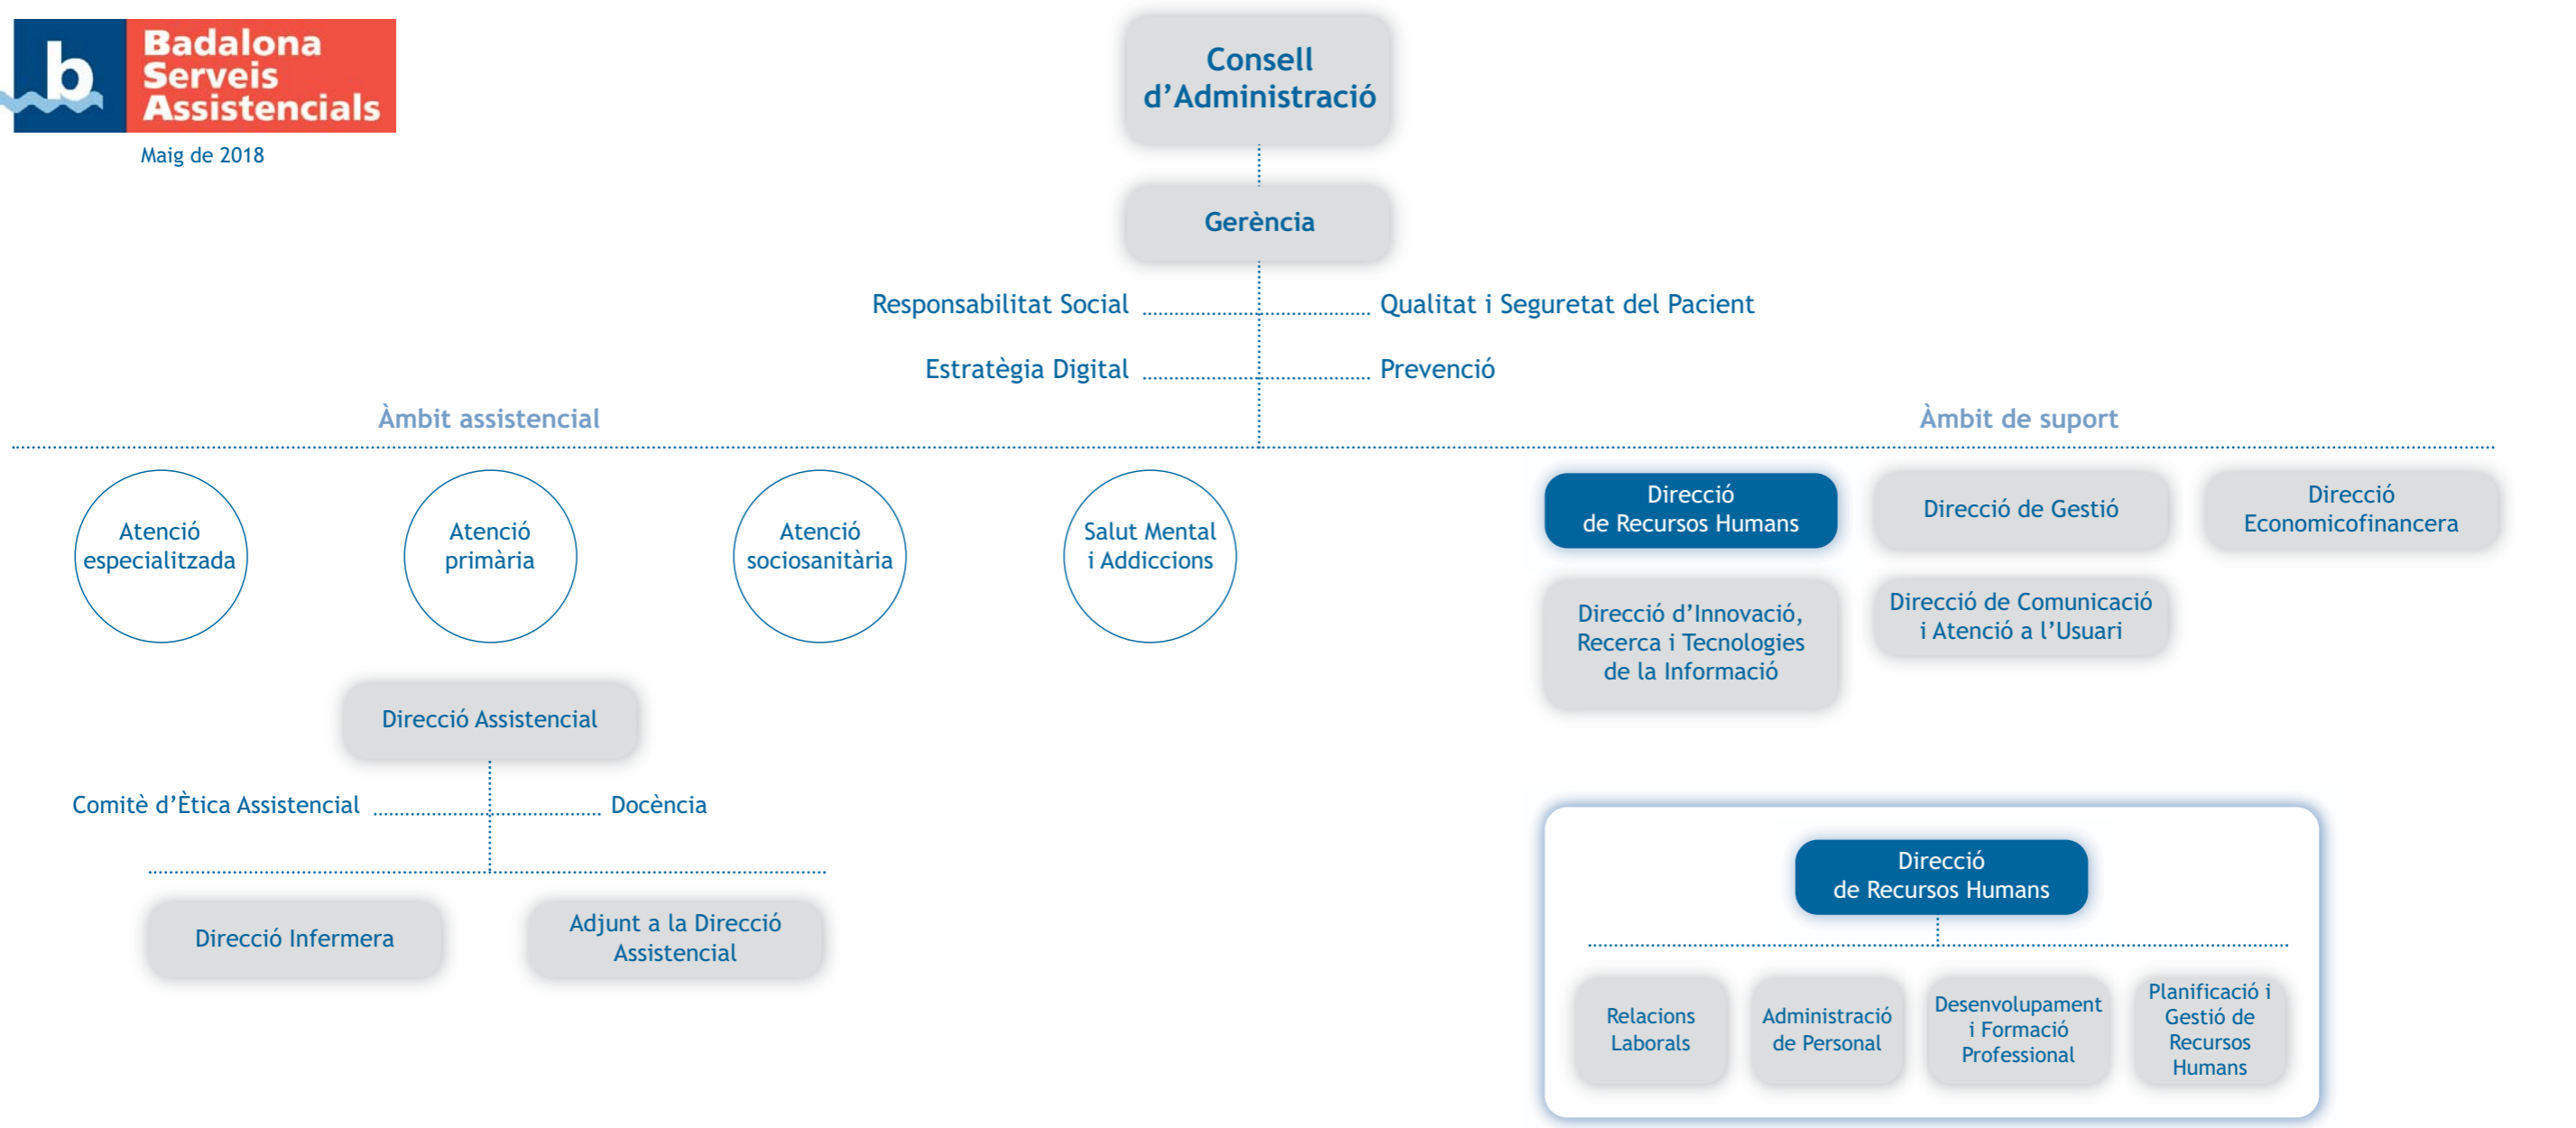 b
Badalona
Serveis
Assistencials
Maig de 2018
Consell
d’Administració
Gerència
Responsabilitat Social
Qualitat i Seguretat del Pacient
Estratègia Digital
Prevenció
Àmbit assistencial
Àmbit de suport
Atenció
especialitzada
Atenció
primària
Atenció
sociosanitària
Salut Mental
i Addiccions
Direcció
de Recursos Humans
Direcció de Gestió
Direcció
Economicofinancera
Direcció d’Innovació,
Recerca i Tecnologies
de la Informació
Direcció de Comunicació
i Atenció a l’Usuari
Direcció Assistencial
Comitè d’Ètica Assistencial
Docència
Direcció Infermera
Adjunt a la Direcció
Assistencial
Direcció
de Recursos Humans
Relacions
Laborals
Administració
de Personal
Desenvolupament
i Formació
Professional
Planificació i
Gestió de
Recursos
Humans